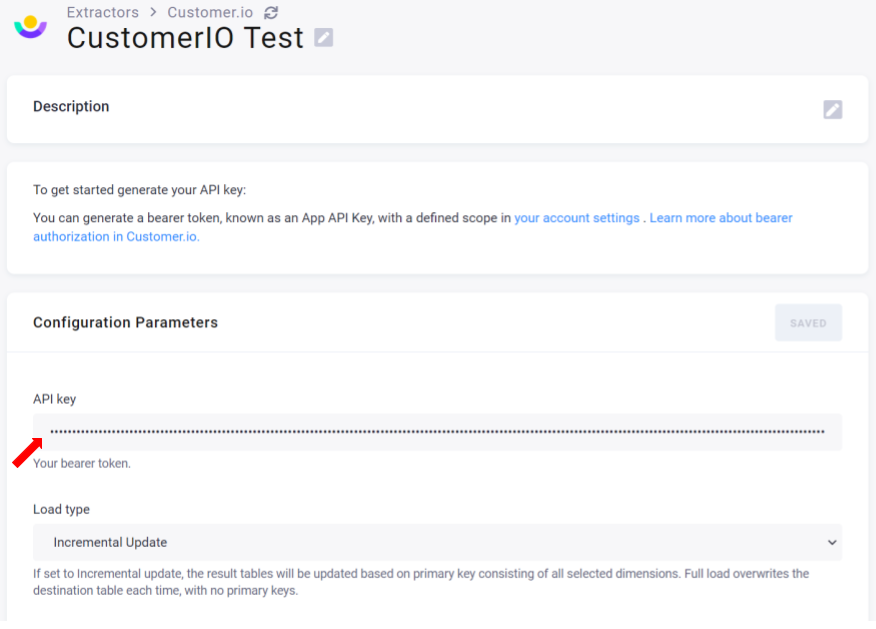 Extractors > Customer.io
CustomerIO Test
Description
To get started generate your API key:
You can generate a bearer token, known as an App API Key, with a defined scope in your account settings . Learn more about bearer
authorization in Customer.io.
Configuration Parameters
SAVED
API key
Your bearer token.
Load type
Incremental Update
If set to Incremental update, the result tables will be updated based on primary key consisting of all selected dimensions. Full load overwrites the
destination table each time, with no primary keys.